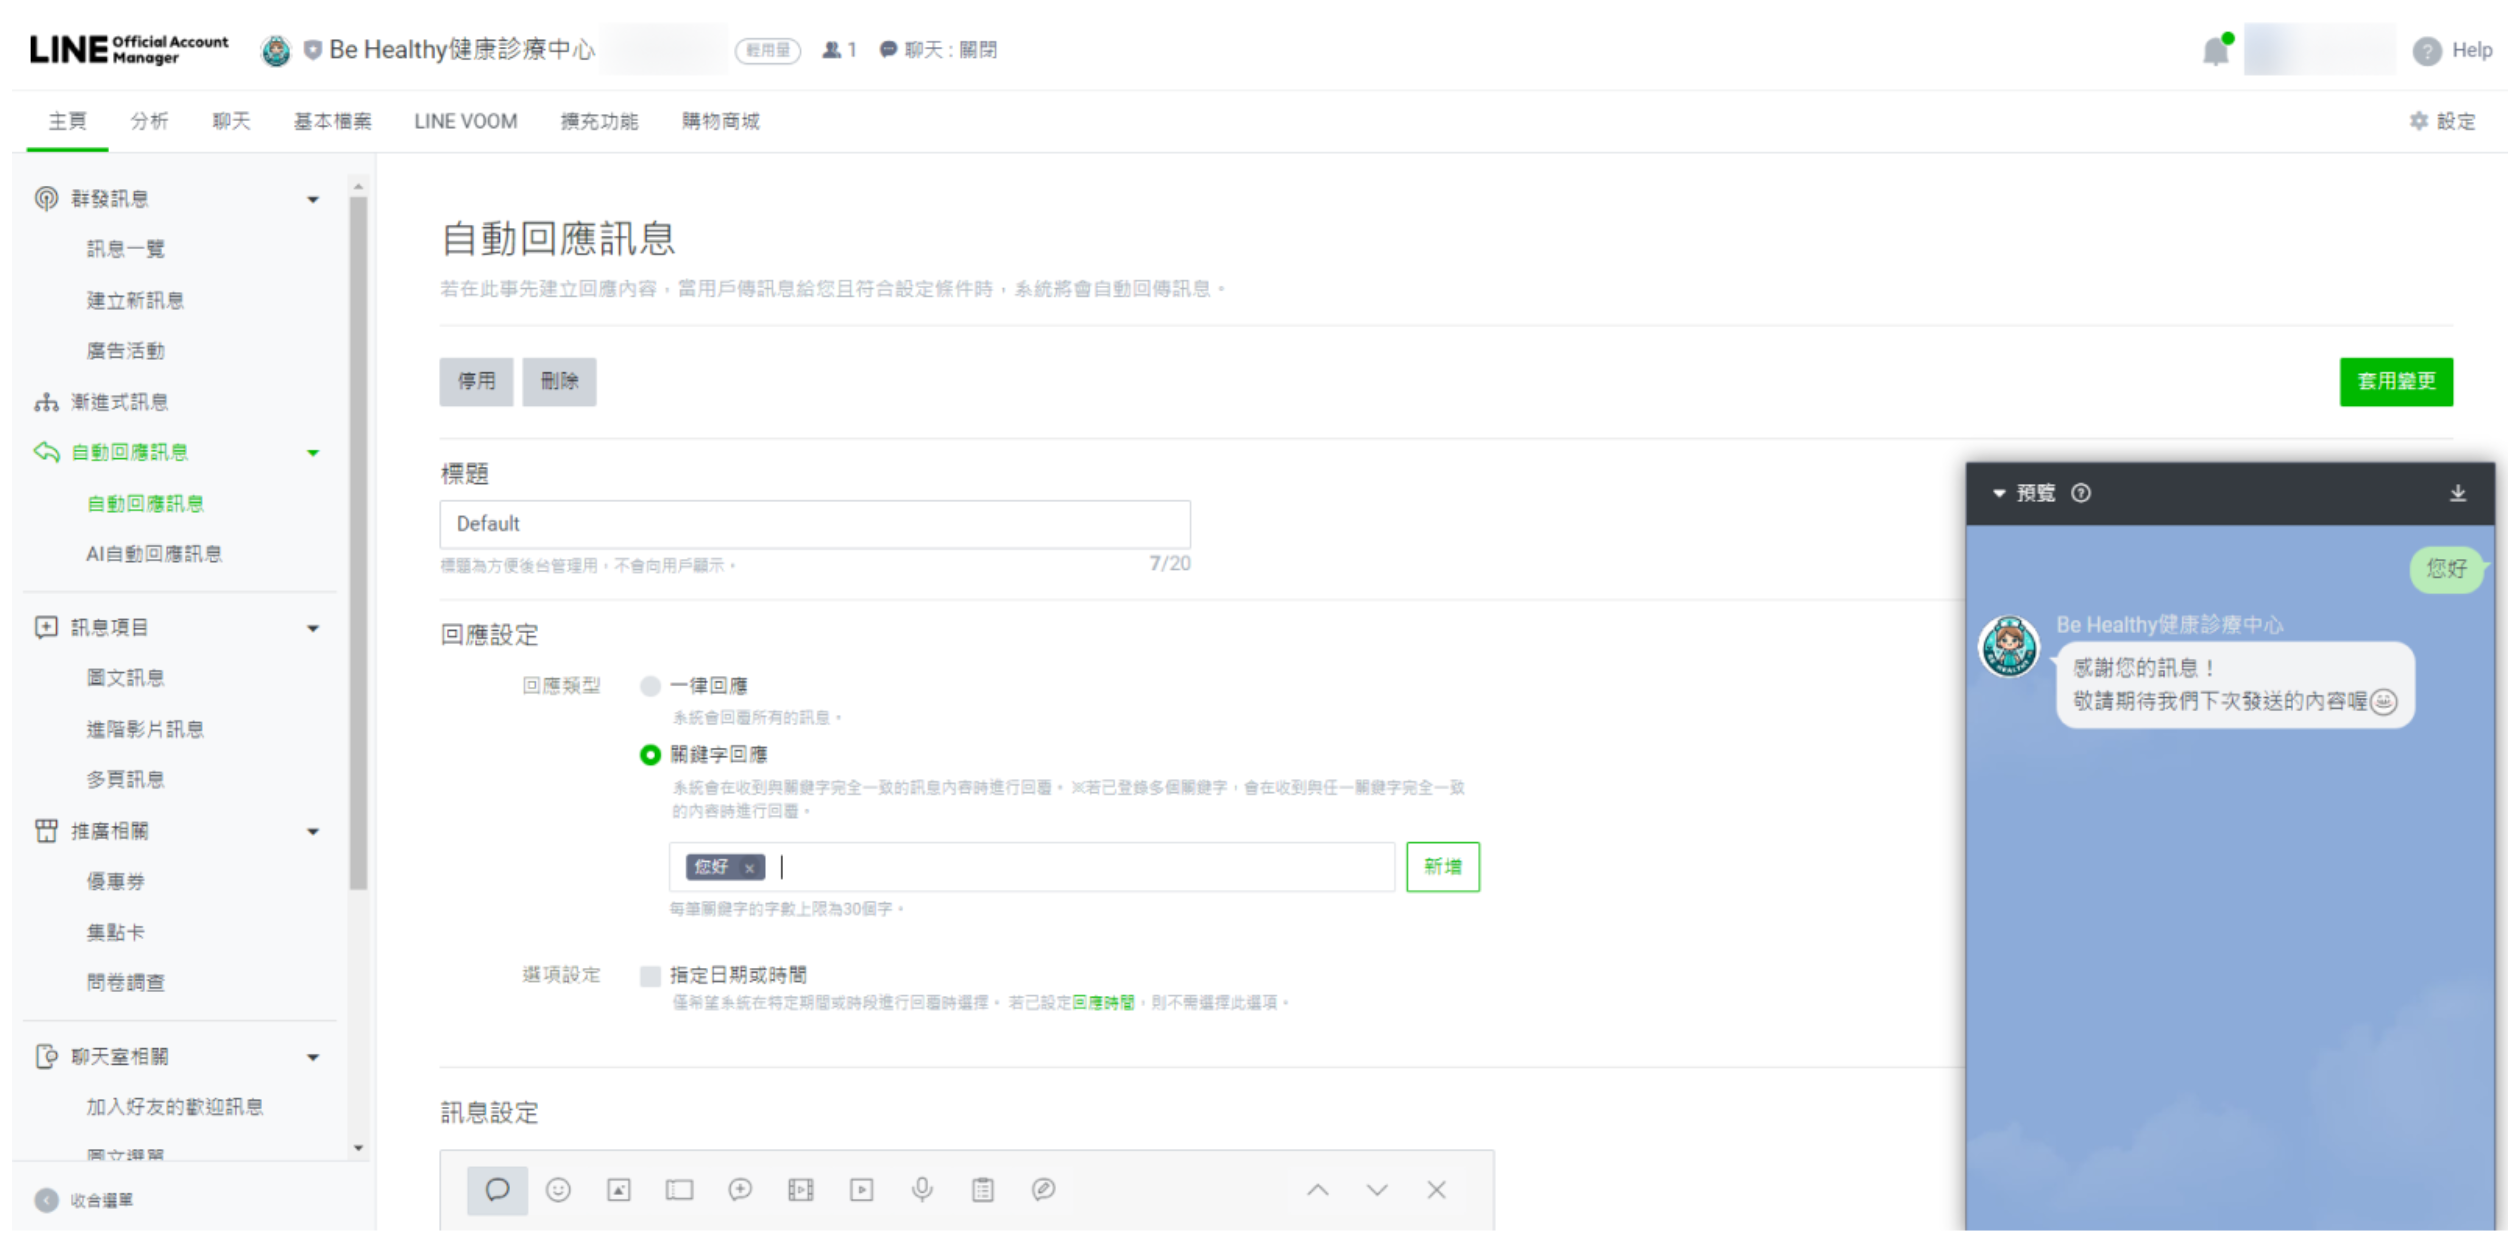 LINE Official Account Manager
Be Healthy健康診療中心 輕用量 1 聊天 : 關閉
Help
主頁 分析 聊天 基本檔案 LINE VOOM 擴充功能 購物商城
設定
群發訊息
訊息一覽
建立新訊息
廣告活動
漸進式訊息
自動回應訊息
自動回應訊息
AI自動回應訊息
訊息項目
圖文訊息
進階影片訊息
多頁訊息
推廣相關
優惠券
集點卡
問卷調查
聊天室相關
加入好友的歡迎訊息
圖文選單
收合選單
自動回應訊息
若在此事先建立回應內容，當用戶傳訊息給您且符合設定條件時，系統將會自動回傳訊息。
停用 刪除
套用變更
標題
Default
標題為方便後台管理用，不會向用戶顯示。
7/20
回應設定
回應類型 一律回應
系統會回覆所有的訊息。
關鍵字回應
系統會在收到與關鍵字完全一致的訊息內容時進行回覆。※若已登錄多個關鍵字，會在收到與任一關鍵字完全一致
的內容時進行回覆。
您好 ×
新增
每筆關鍵字的字數上限為30個字。
選項設定 指定日期或時間
僅希望系統在特定期間或時段進行回覆時選擇。 若已設定回應時間，則不需選擇此選項。
訊息設定
預覽
您好
Be Healthy健康診療中心
感謝您的訊息！
敬請期待我們下次發送的內容喔